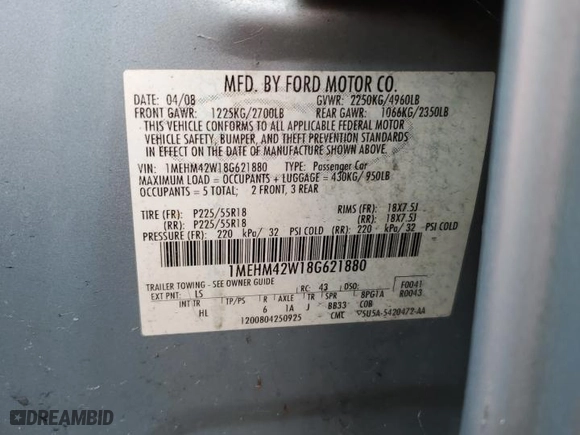 MFD. BY FORD MOTOR CO.
DATE: 04/08 GVWR: 2250KG/4960LB
FRONT GAWR: 1225KG/2700LB REAR GAWR: 1066KG/2350LB
THIS VEHICLE CONFORMS TO ALL APPLICABLE FEDERAL MOTOR
VEHICLE SAFETY, BUMPER, AND THEFT PREVENTION STANDARDS
IN EFFECT ON THE DATE OF MANUFACTURE SHOWN ABOVE.
VIN: 1MEHM42W18G621880 TYPE: Passenger Car
MAXIMUM LOAD = OCCUPANTS + LUGGAGE = 430KG/ 950LB
OCCUPANTS = 5 TOTAL; 2 FRONT, 3 REAR
TIRE (FR): P225/55R18 RIMS (FR): 18X7.5J
(RR): P225/55R18 (RR): 18X7.5J
PRESSURE (FR): 220 kPa/ 32 PSI COLD (RR): 220 kPa/ 32 PSI COLD
1MEHM42W18G621880
TRAILER TOWING - SEE OWNER GUIDE
EXT PNT: LS RC: 43 DSO: F0041
INT TR TP/PS R AXLE TR SPR 8PG1A R0043
HL 6 1A J BB33 COB
1200804250925 CMT ▽5U5A-5420472-AA
DREAMBID